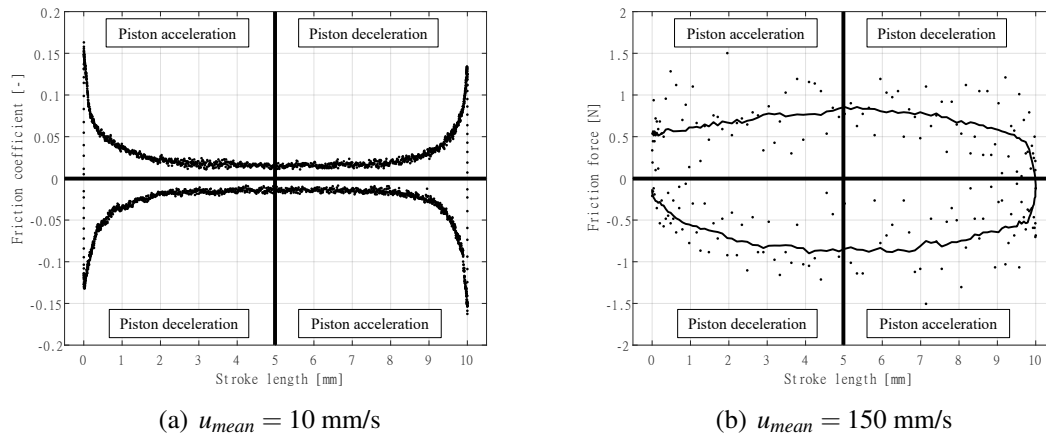 Piston acceleration
Piston deceleration
Piston deceleration
Piston acceleration
Friction coefficient [-]
0.2
0.15
0.1
0.05
0
-0.05
-0.1
-0.15
-0.2
0 1 2 3 4 5 6 7 8 9 10
Stroke length [mm]
(a) u_mean = 10 mm/s
Piston acceleration
Piston deceleration
Piston deceleration
Piston acceleration
Friction force [N]
2
1.5
1
0.5
0
-0.5
-1
-1.5
-2
0 1 2 3 4 5 6 7 8 9 10
Stroke length [mm]
(b) u_mean = 150 mm/s